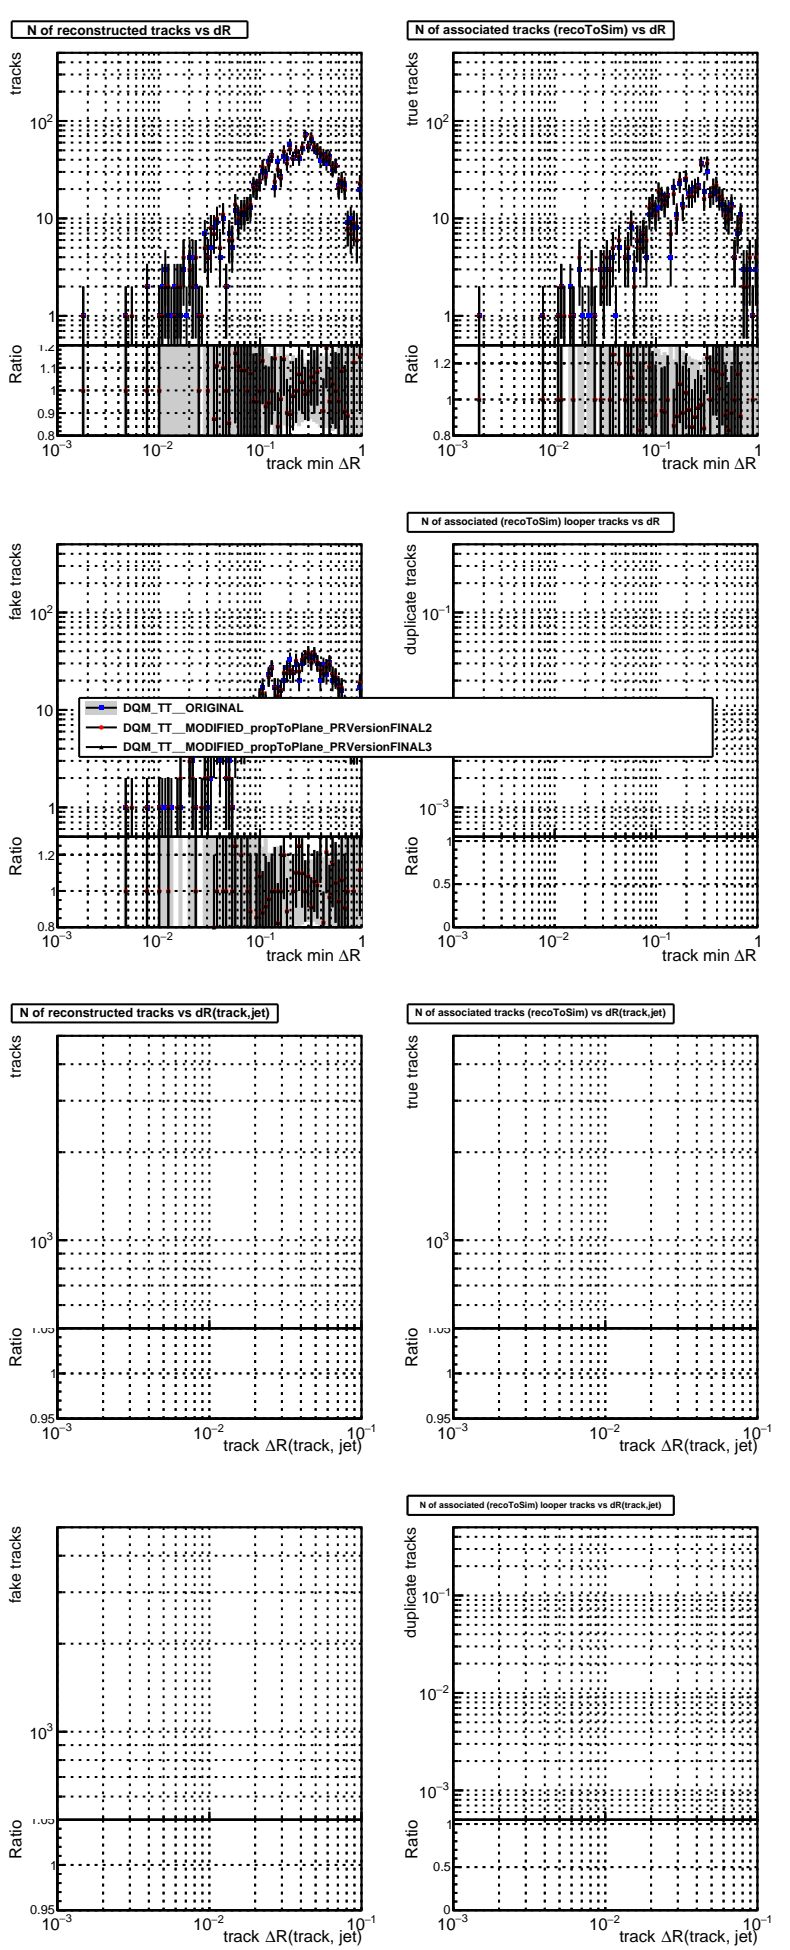 N of reconstructed tracks vs dR
tracks
10²
10
1
Ratio
1.2
1.1
1
0.9
0.8
10⁻³
10⁻²
10⁻¹
1
track min ΔR
N of associated tracks (recoToSim) vs dR
true tracks
10²
10
1
Ratio
1.2
1
0.8
10⁻³
10⁻²
10⁻¹
1
track min ΔR
fake tracks
10²
10
1
Ratio
1.2
1
0.8
10⁻³
10⁻²
10⁻¹
1
track min ΔR
N of associated (recoToSim) looper tracks vs dR
duplicate tracks
10⁻¹
10⁻³
Ratio
1
0.5
0
10⁻³
10⁻²
10⁻¹
1
track min ΔR
DQM_TT__ORIGINAL
DQM_TT__MODIFIED_propToPlane_PRVersionFINAL2
DQM_TT__MODIFIED_propToPlane_PRVersionFINAL3
N of reconstructed tracks vs dR(track,jet)
tracks
10³
Ratio
1.05
1
0.95
10⁻³
10⁻²
10⁻¹
track ΔR(track, jet)
N of associated tracks (recoToSim) vs dR(track,jet)
true tracks
10³
Ratio
1.05
1
0.95
10⁻³
10⁻²
10⁻¹
track ΔR(track, jet)
fake tracks
10³
Ratio
1.05
1
0.95
10⁻³
10⁻²
10⁻¹
track ΔR(track, jet)
N of associated (recoToSim) looper tracks vs dR(track,jet)
duplicate tracks
10⁻¹
10⁻²
10⁻³
Ratio
1
0.5
0
10⁻³
10⁻²
10⁻¹
track ΔR(track, jet)